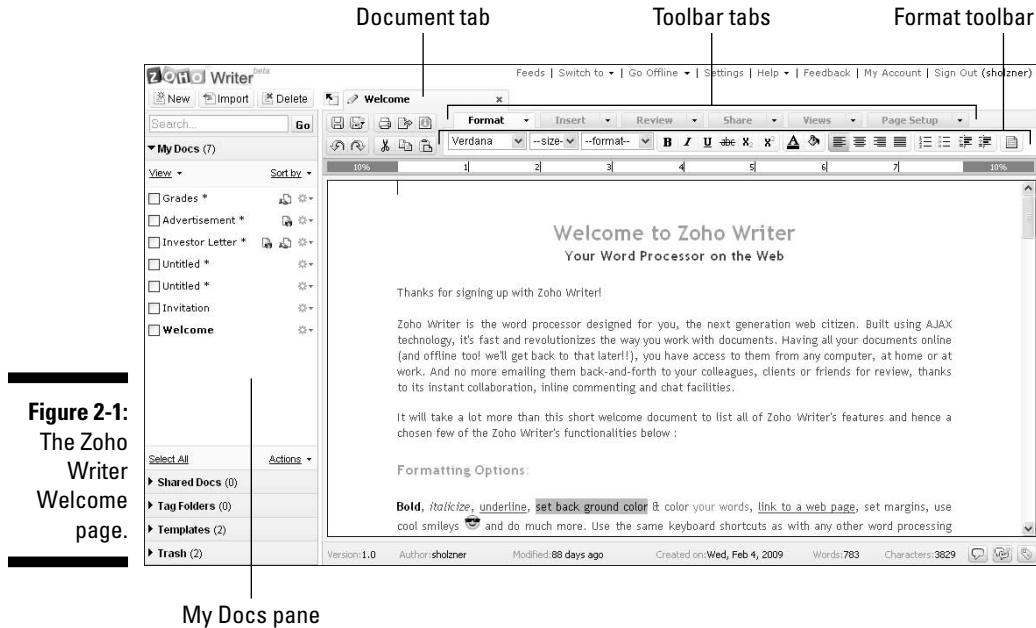 Document tab
Toolbar tabs
Format toolbar
ZOHO Writer beta
Feeds | Switch to | Go Offline | Settings | Help | Feedback | My Account | Sign Out (sholzner)
New Import Delete
Welcome x
Search... Go
Format Insert Review Share Views Page Setup
My Docs (7)
Verdana --size- --format-- B I U abc X₂ X² A
View Sort by
10% 1 2 3 4 5 6 7 10%
Grades *
Advertisement *
Investor Letter *
Untitled *
Untitled *
Invitation
Welcome
Welcome to Zoho Writer
Your Word Processor on the Web
Thanks for signing up with Zoho Writer!
Zoho Writer is the word processor designed for you, the next generation web citizen. Built using AJAX
technology, it's fast and revolutionizes the way you work with documents. Having all your documents online
(and offline too! we'll get back to that later!!), you have access to them from any computer, at home or at
work. And no more emailing them back-and-forth to your colleagues, clients or friends for review, thanks
to its instant collaboration, inline commenting and chat facilities.
It will take a lot more than this short welcome document to list all of Zoho Writer's features and hence a
chosen few of the Zoho Writer's functionalities below :
Formatting Options:
Bold, italicize, underline, set back ground color & color your words, link to a web page, set margins, use
cool smileys and do much more. Use the same keyboard shortcuts as with any other word processing
Select All Actions
Shared Docs (0)
Tag Folders (0)
Templates (2)
Trash (2)
Version:1.0 Author:sholzner Modified:88 days ago Created on:Wed, Feb 4, 2009 Words:783 Characters:3829
Figure 2-1:
The Zoho
Writer
Welcome
page.
My Docs pane